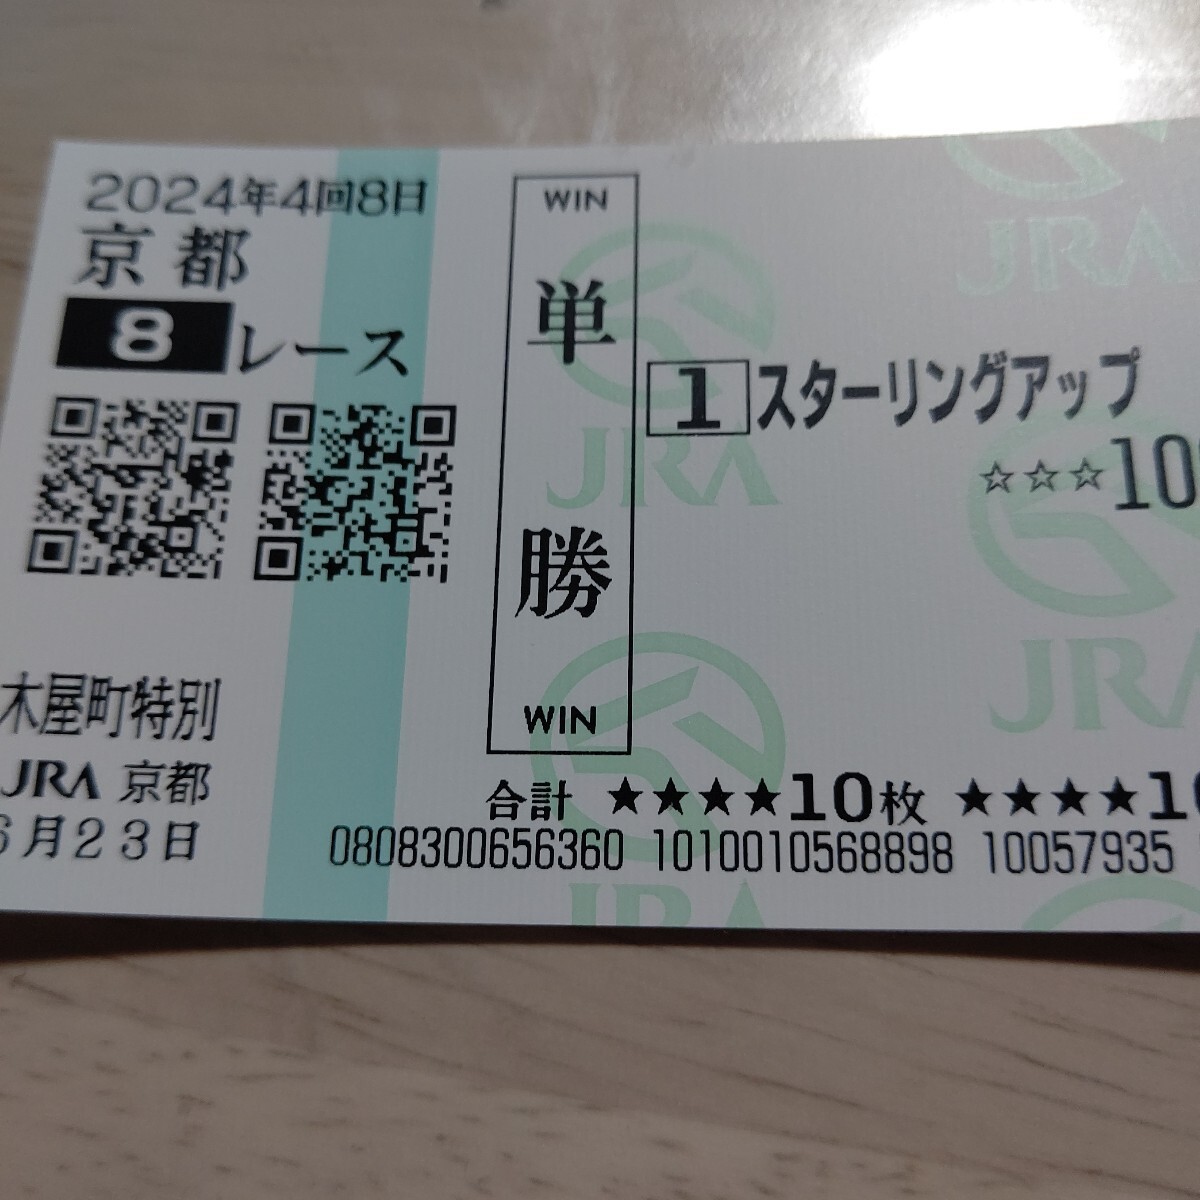 2024年4回8日
京都
8レース
木屋町特別
JRA 京都
6月23日
WIN
単勝
WIN
1 スターリングアップ
☆☆☆10
合計 ★★★★10枚 ★★★★10
0808300656360 1010010568898 10057935
JRA
JRA
JRA
JRA